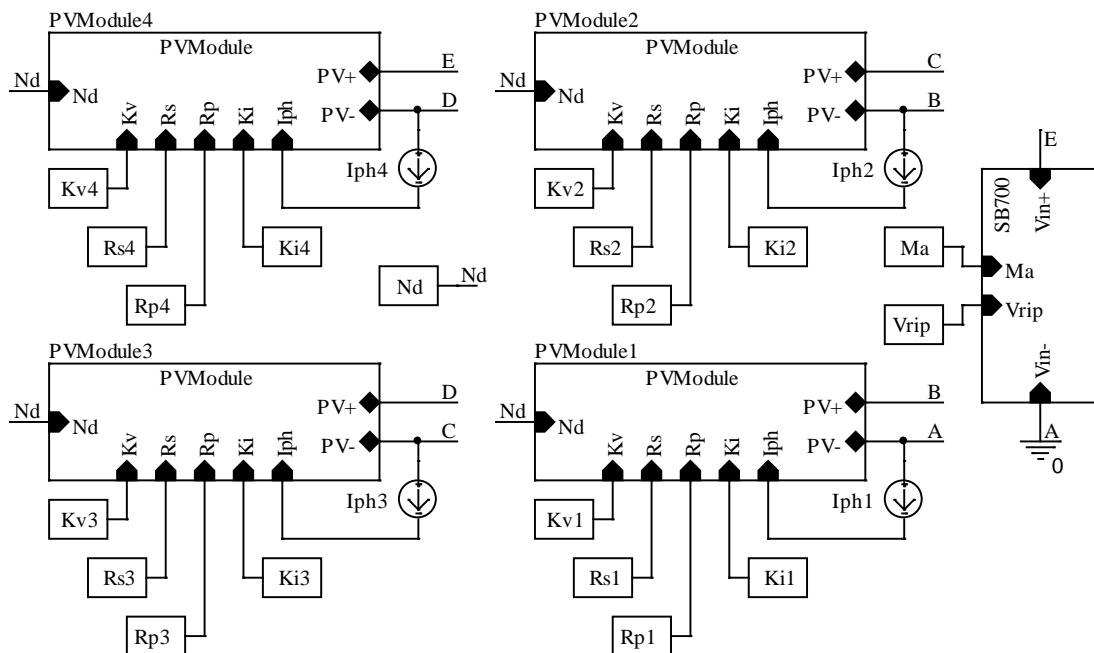 PVModule4
PVModule
Nd
Nd
Kv
Rs
Rp
Ki
Iph
PV+
PV-
E
D
Iph4
Kv4
Rs4
Rp4
Ki4
PVModule2
PVModule
Nd
Nd
Kv
Rs
Rp
Ki
Iph
PV+
PV-
C
B
Iph2
Kv2
Rs2
Rp2
Ki2
Nd
Nd
E
SB700
Vin+
Ma
Ma
Vrip
Vrip
Vin-
A
0
PVModule3
PVModule
Nd
Nd
Kv
Rs
Rp
Ki
Iph
PV+
PV-
D
C
Iph3
Kv3
Rs3
Rp3
Ki3
PVModule1
PVModule
Nd
Nd
Kv
Rs
Rp
Ki
Iph
PV+
PV-
B
A
Iph1
Kv1
Rs1
Rp1
Ki1